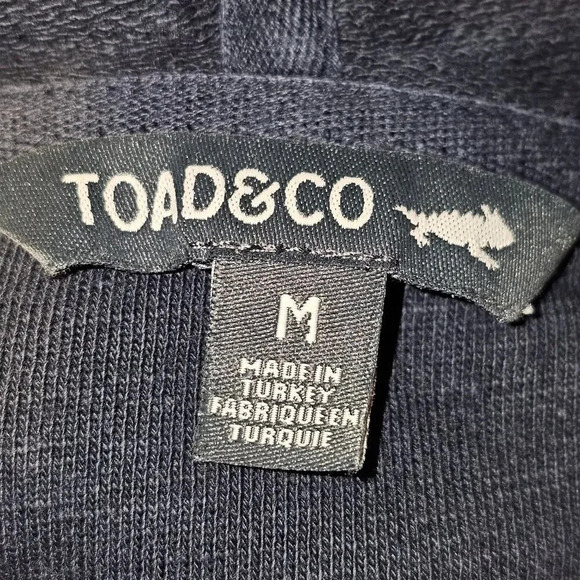 TOAD&CO
M
MADE IN
TURKEY
FABRIQUE EN
TURQUIE